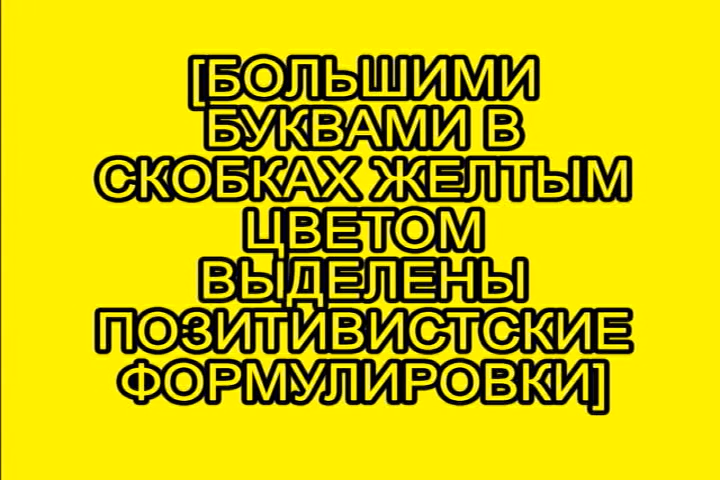 [БОЛЬШИМИ
БУКВАМИ В
СКОБКАХ ЖЕЛТЫМ
ЦВЕТОМ
ВЫДЕЛЕНЫ
ПОЗИТИВИСТСКИЕ
ФОРМУЛИРОВКИ]